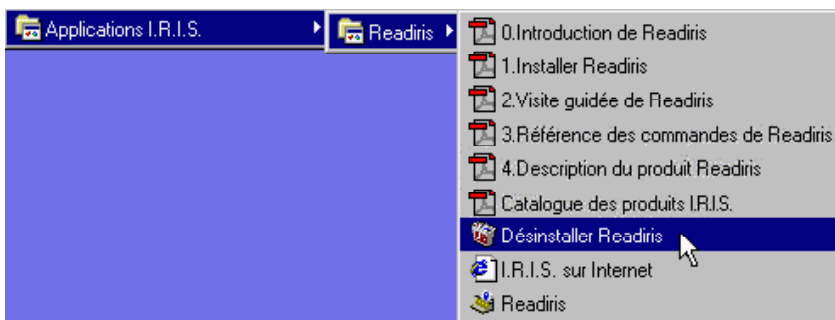 Applications I.R.I.S.
Readiris
0.Introduction de Readiris
1.Installer Readiris
2.Visite guidée de Readiris
3.Référence des commandes de Readiris
4.Description du produit Readiris
Catalogue des produits I.R.I.S.
Désinstaller Readiris
I.R.I.S. sur Internet
Readiris